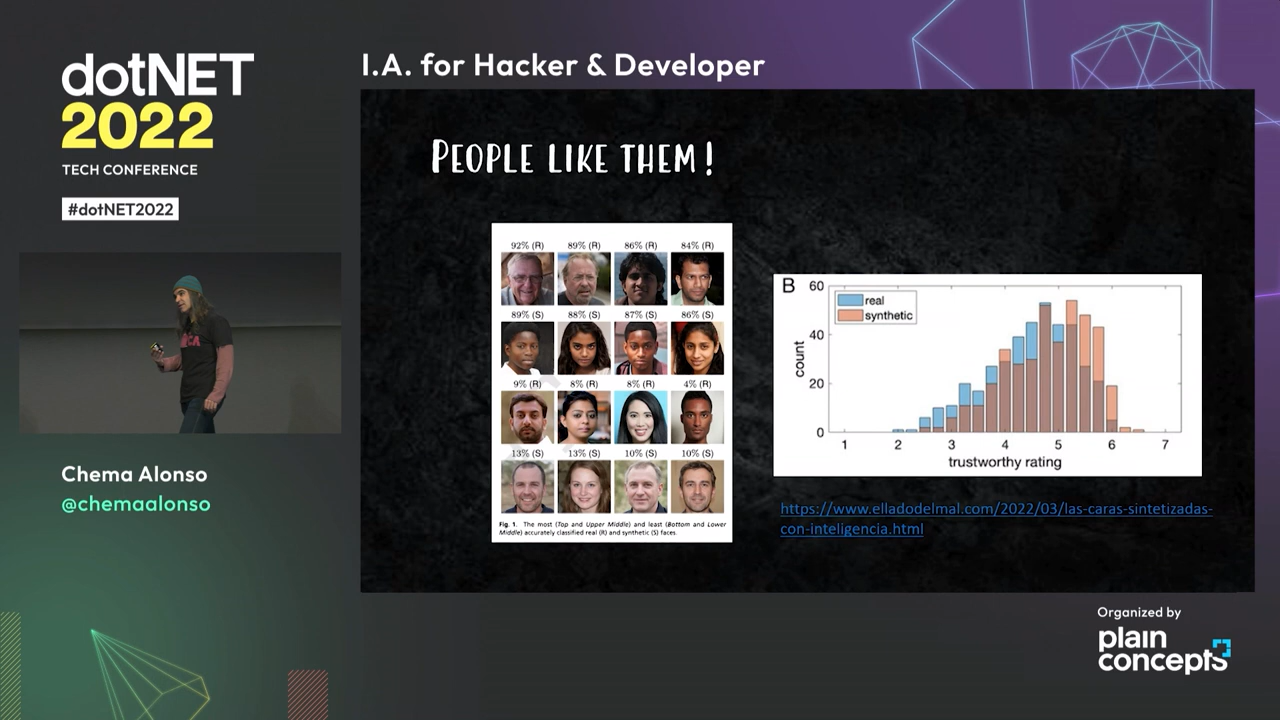 dotNET
2022
TECH CONFERENCE
#dotNET2022
Chema Alonso
@chemaalonso
I.A. for Hacker & Developer
PEOPLE LIKE THEM!
92% (R) 89% (R) 86% (R) 84% (R)
89% (S) 88% (S) 87% (S) 86% (S)
9% (R) 8% (R) 8% (R) 4% (R)
13% (S) 13% (S) 10% (S) 10% (S)
Fig. 1. The most (Top and Upper Middle) and least (Bottom and Lower
Middle) accurately classified real (R) and synthetic (S) faces.
B
real
synthetic
count
60
40
20
0
1 2 3 4 5 6 7
trustworthy rating
https://www.elladodelmal.com/2022/03/las-caras-sintetizadas-
con-inteligencia.html
Organized by
plain
concepts